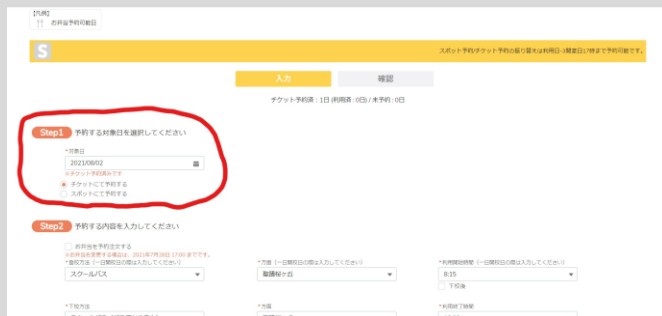 【凡例】
お弁当予約可能日
S
スポット予約/チケット予約の振り替えは利用日-3営業日17時まで予約可能です。
入力
確認
チケット予約済:1日 (利用済:0日) / 未予約:0日
Step1 予約する対象日を選択してください
*対象日
2021/08/02
※チケット予約済みです
チケットにて予約する
スポットにて予約する
Step2 予約する内容を入力してください
お弁当を予約注文する
※お弁当を変更する場合は、2021年7月28日 17:00 までです。
*登校方法(一日開校日の際は入力してください)
*方面(一日開校日の際は入力してください)
*利用開始時間(一日開校日の際は入力してください)
スクールバス
聖蹟桜ヶ丘
8:15
下校後
*下校方法
*方面
*利用終了時間